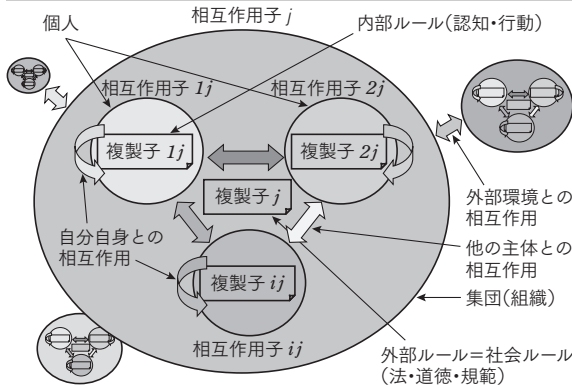 個人
相互作用子 j
内部ルール(認知・行動)
相互作用子 1j
相互作用子 2j
複製子 1j
複製子 2j
複製子 j
外部環境との
相互作用
自分自身との
相互作用
他の主体との
相互作用
複製子 ij
集団(組織)
相互作用子 ij
外部ルール=社会ルール
(法・道徳・規範)